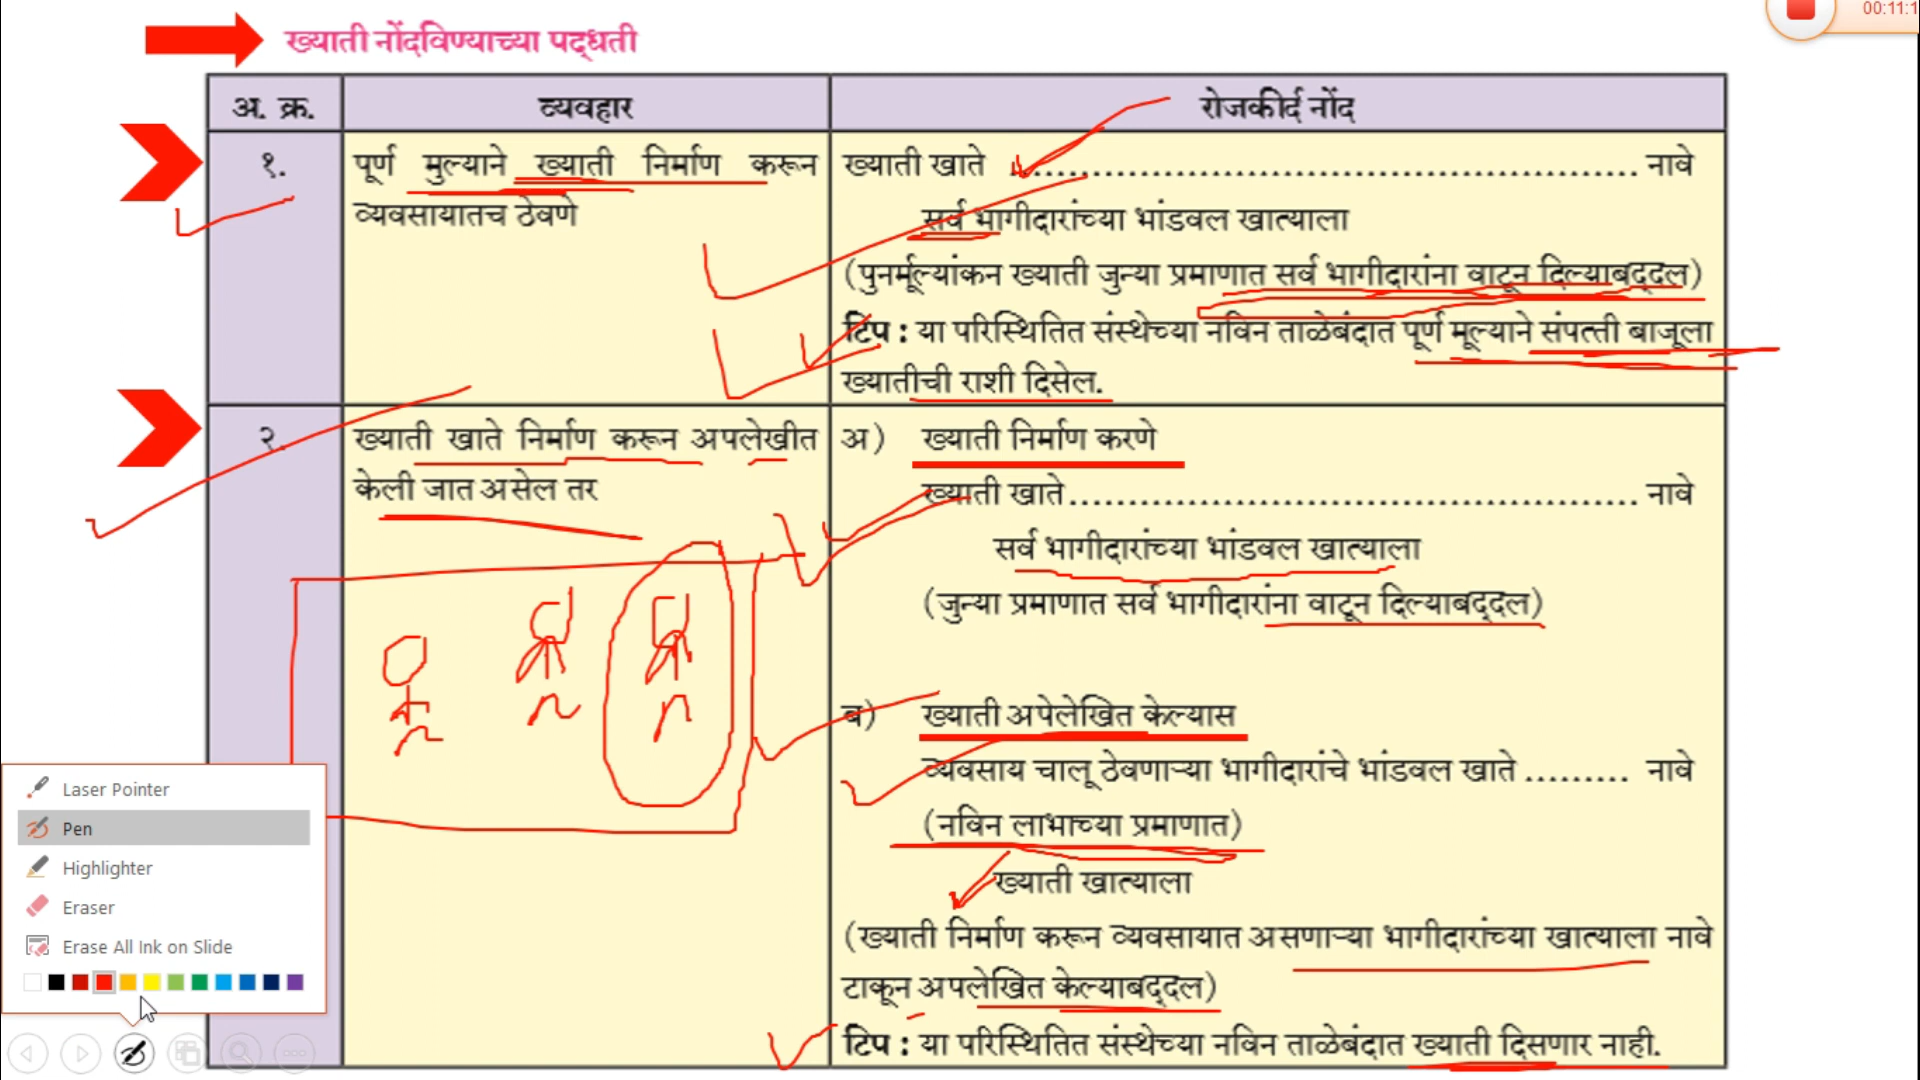 00:11:1
ख्याती नोंदविण्याच्या पद्धती
अ. क्र. व्यवहार रोजकीर्द नोंद
१. पूर्ण मुल्याने ख्याती निर्माण करून
व्यवसायातच ठेवणे
ख्याती खाते ........................................................ नावे
सर्व भागीदारांच्या भांडवल खात्याला
(पुनर्मूल्यांकन ख्याती जुन्या प्रमाणात सर्व भागीदारांना वाटून दिल्याबद्दल)
टिप : या परिस्थितित संस्थेच्या नविन ताळेबंदात पूर्ण मूल्याने संपत्ती बाजूला
ख्यातीची राशी दिसेल.
२. ख्याती खाते निर्माण करून अपलेखीत
केली जात असेल तर
अ) ख्याती निर्माण करणे
ख्याती खाते.................................................... नावे
सर्व भागीदारांच्या भांडवल खात्याला
(जुन्या प्रमाणात सर्व भागीदारांना वाटून दिल्याबद्दल)
ब) ख्याती अपेलेखित केल्यास
व्यवसाय चालू ठेवणाऱ्या भागीदारांचे भांडवल खाते ......... नावे
(नविन लाभाच्या प्रमाणात)
ख्याती खात्याला
(ख्याती निर्माण करून व्यवसायात असणाऱ्या भागीदारांच्या खात्याला नावे
टाकून अपलेखित केल्याबद्दल)
टिप : या परिस्थितित संस्थेच्या नविन ताळेबंदात ख्याती दिसणार नाही.
Laser Pointer
Pen
Highlighter
Eraser
Erase All Ink on Slide